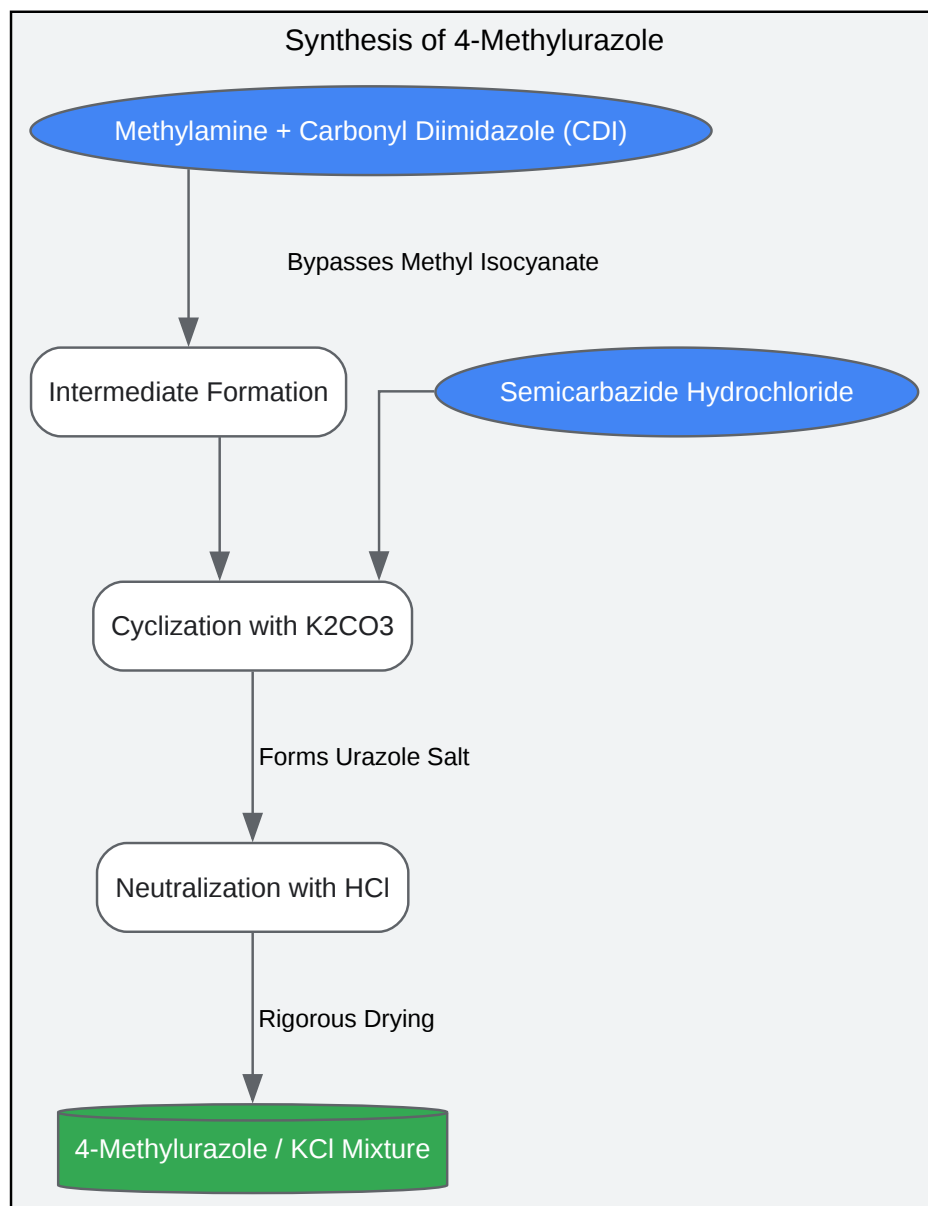 Synthesis of 4-Methylurazole
Methylamine + Carbonyl Diimidazole (CDI)
Bypasses Methyl Isocyanate
Intermediate Formation
Semicarbazide Hydrochloride
Cyclization with K2CO3
Forms Urazole Salt
Neutralization with HCl
Rigorous Drying
4-Methylurazole / KCl Mixture